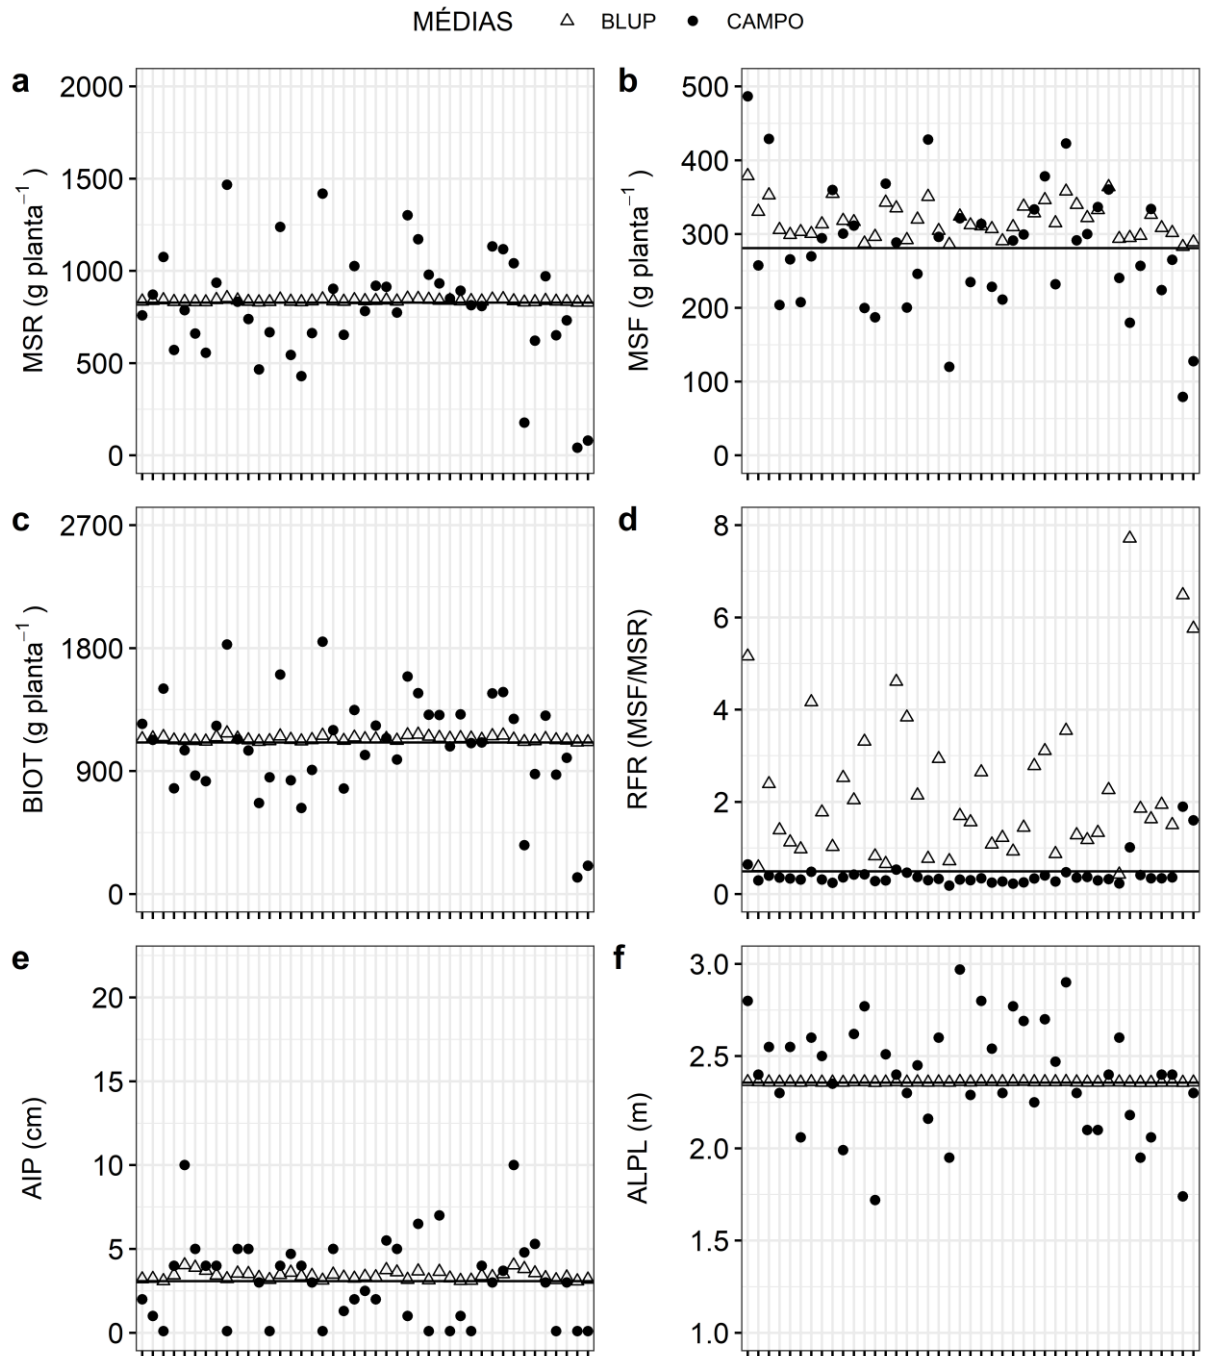 MÉDIAS △ BLUP ● CAMPO
a
2000
1500
1000
500
0
MSR (g planta⁻¹ )
b
500
400
300
200
100
0
MSF (g planta⁻¹ )
c
2700
1800
900
0
BIOT (g planta⁻¹ )
d
8
6
4
2
0
RFR (MSF/MSR)
e
20
15
10
5
0
AIP (cm)
f
3.0
2.5
2.0
1.5
1.0
ALPL (m)